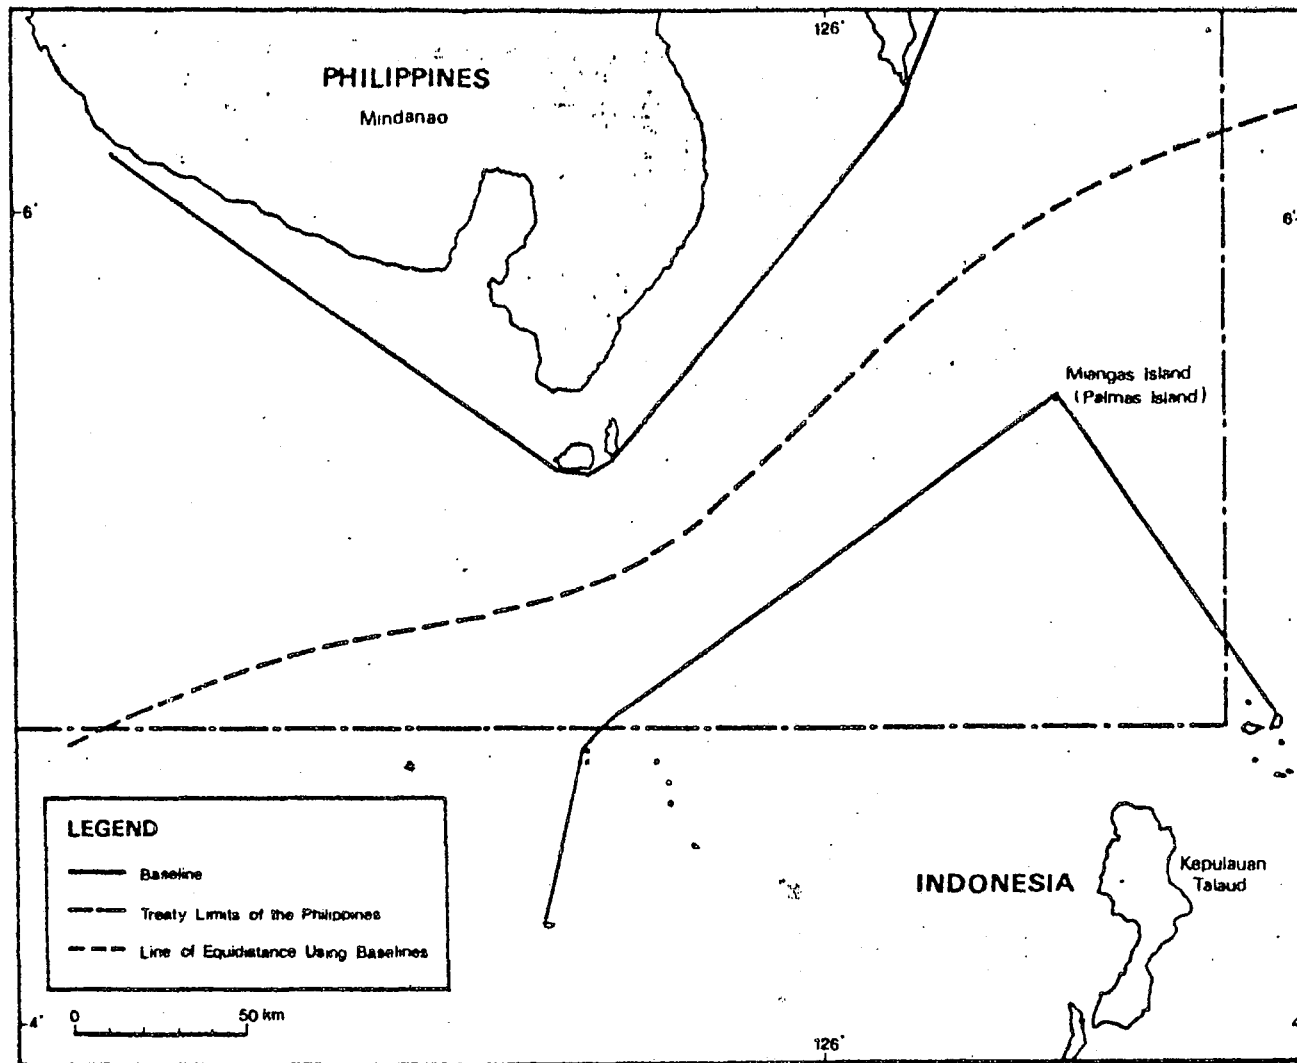 126°
PHILIPPINES
Mindanao
6°
6°
Miangas Island
(Palmas Island)
LEGEND
Baseline
Treaty Limits of the Philippines
Line of Equidistance Using Baselines
INDONESIA
Kepulauan
Talaud
0 50 km
4°
126°
4